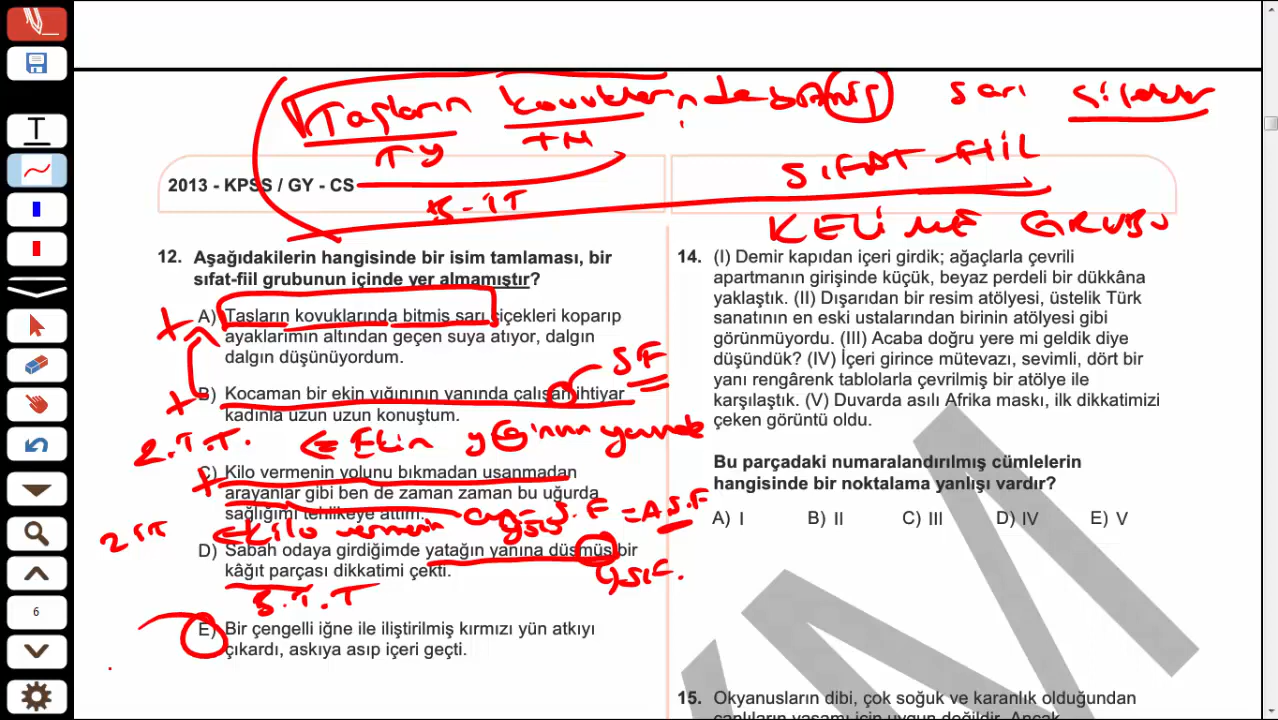 Taşların kovuklarında bitmiş sarı çiçekler
TY
TN
SIFAT-FİİL
2013 - KPSS / GY - CS
B-İT
KELİME GRUBU
12. Aşağıdakilerin hangisinde bir isim tamlaması, bir
sıfat-fiil grubunun içinde yer almamıştır?
A) Taşların kovuklarında bitmiş sarı çiçekleri koparıp
ayaklarımın altından geçen suya atıyor, dalgın
dalgın düşünüyordum.
SF
B) Kocaman bir ekin yığınının yanında çalışan ihtiyar
kadınla uzun uzun konuştum.
Z.İ.T. Ekin yığınının yanında
C) Kilo vermenin yolunu bıkmadan usanmadan
arayanlar gibi ben de zaman zaman bu uğurda
sağlığımı tehlikeye attım.
Kilo vermenin
S.F = A.S.F
D) Sabah odaya girdiğimde yatağın yanına düşmüş bir
kâğıt parçası dikkatimi çekti.
B.İ.T
E) Bir çengelli iğne ile iliştirilmiş kırmızı yün atkıyı
çıkardı, askıya asıp içeri geçti.
14. (I) Demir kapıdan içeri girdik; ağaçlarla çevrili
apartmanın girişinde küçük, beyaz perdeli bir dükkâna
yaklaştık. (II) Dışarıdan bir resim atölyesi, üstelik Türk
sanatının en eski ustalarından birinin atölyesi gibi
görünmüyordu. (III) Acaba doğru yere mi geldik diye
düşündük? (IV) İçeri girince mütevazı, sevimli, dört bir
yanı rengârenk tablolarla çevrilmiş bir atölye ile
karşılaştık. (V) Duvarda asılı Afrika maskı, ilk dikkatimizi
çeken görüntü oldu.
Bu parçadaki numaralandırılmış cümlelerin
hangisinde bir noktalama yanlışı vardır?
A) I B) II C) III D) IV E) V
15. Okyanusların dibi, çok soğuk ve karanlık olduğundan
canlıların yaşamı için uygun değildir. Ancak
T
6